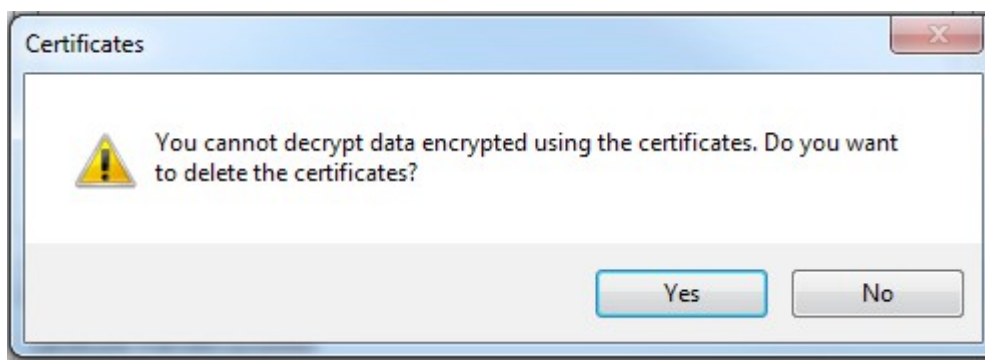 Certificates
You cannot decrypt data encrypted using the certificates. Do you want
to delete the certificates?
Yes
No